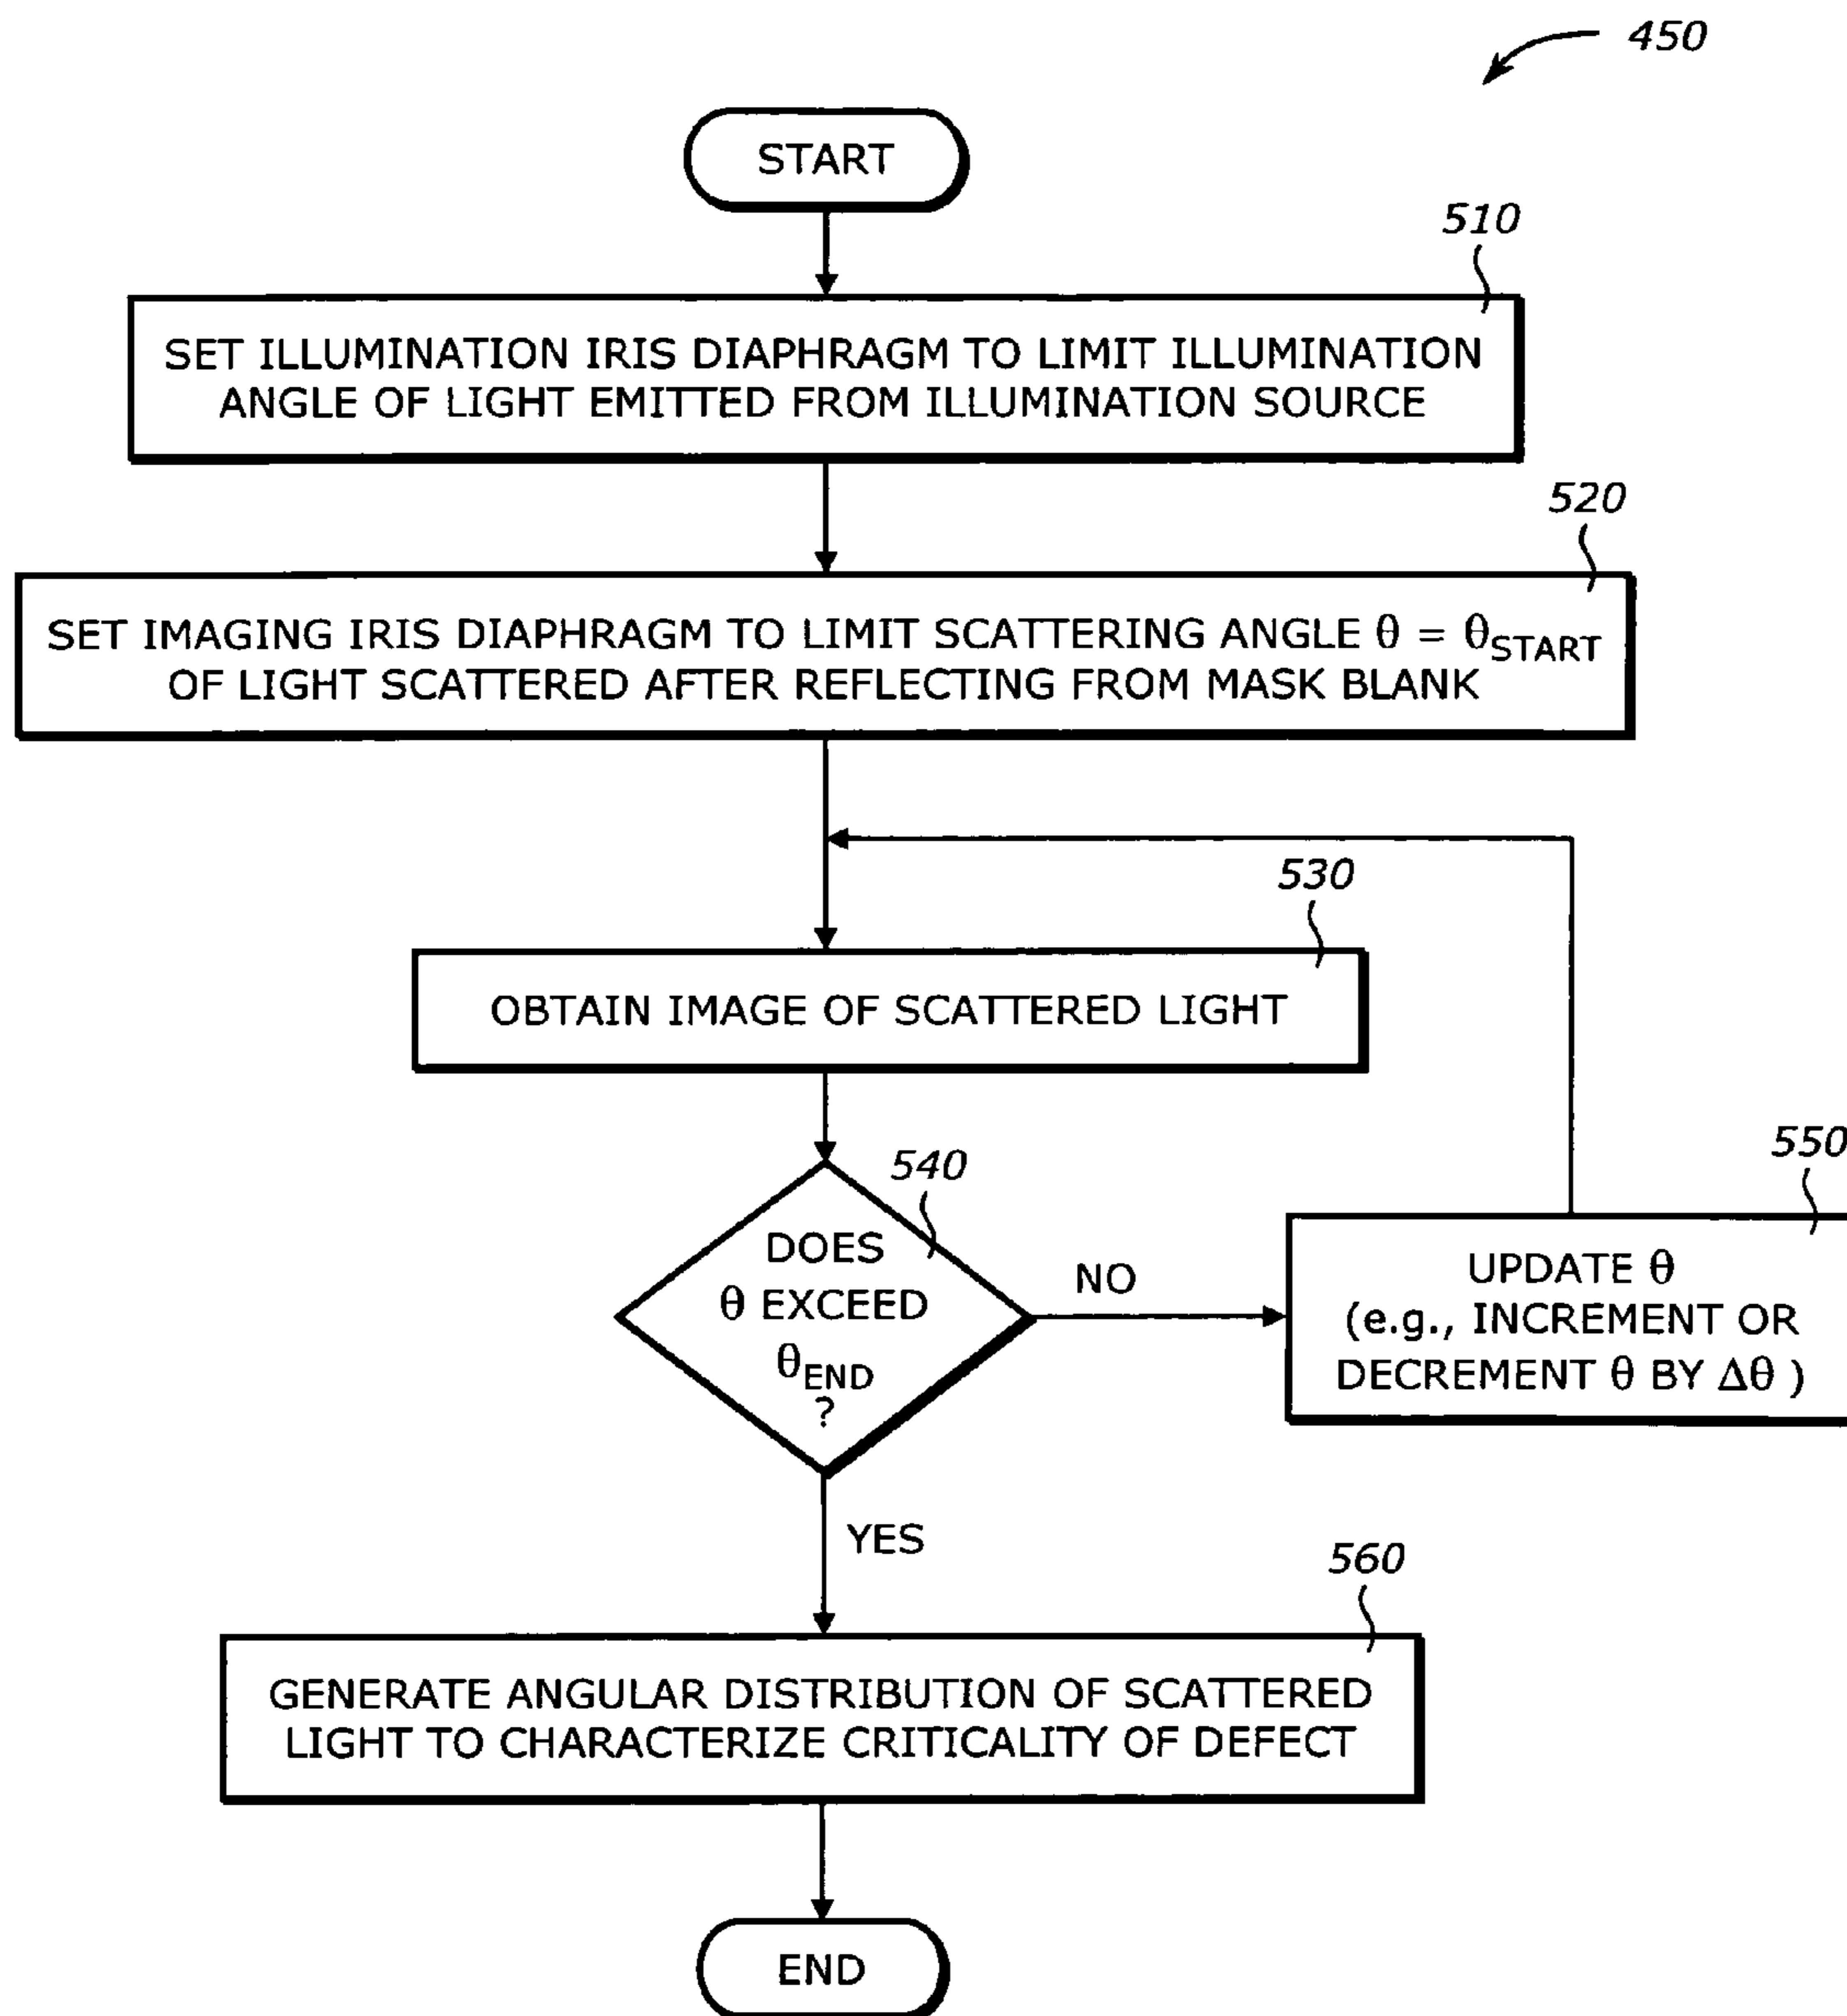 450
START
510
SET ILLUMINATION IRIS DIAPHRAGM TO LIMIT ILLUMINATION
ANGLE OF LIGHT EMITTED FROM ILLUMINATION SOURCE
520
SET IMAGING IRIS DIAPHRAGM TO LIMIT SCATTERING ANGLE θ = θSTART
OF LIGHT SCATTERED AFTER REFLECTING FROM MASK BLANK
530
OBTAIN IMAGE OF SCATTERED LIGHT
540
DOES
θ EXCEED
θEND
?
NO
550
UPDATE θ
(e.g., INCREMENT OR
DECREMENT θ BY Δθ )
YES
560
GENERATE ANGULAR DISTRIBUTION OF SCATTERED
LIGHT TO CHARACTERIZE CRITICALITY OF DEFECT
END